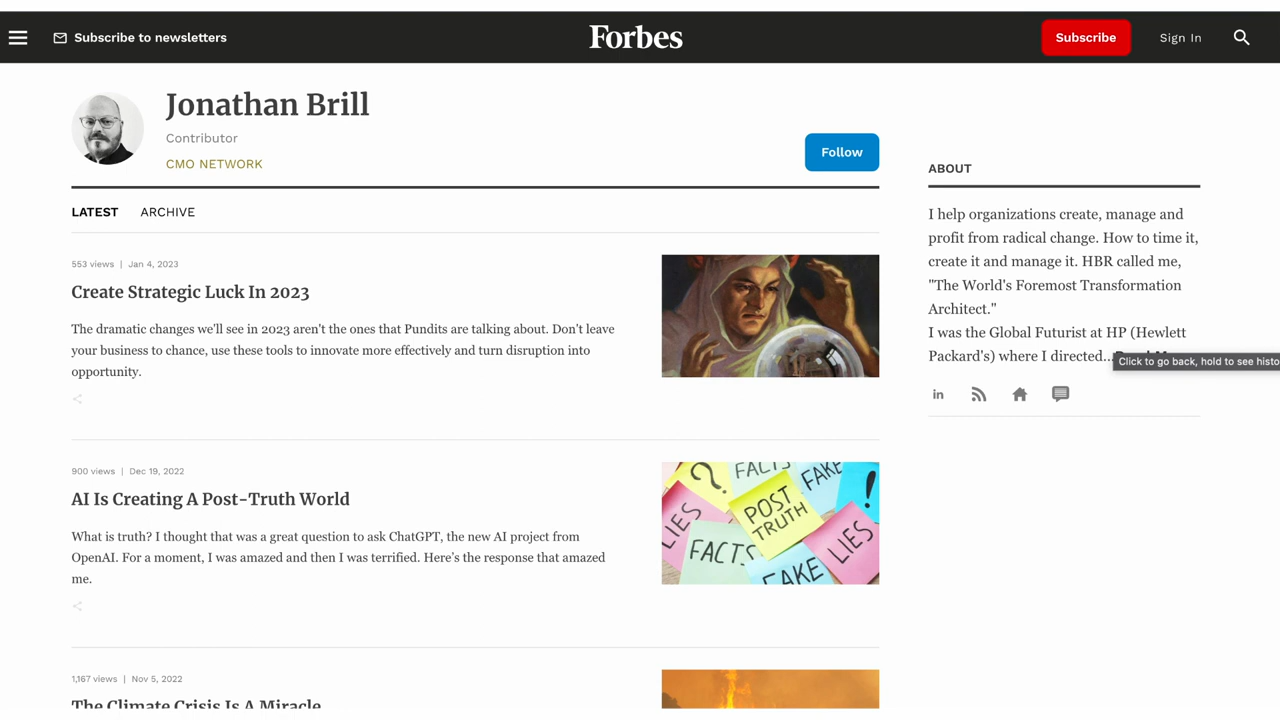 Subscribe to newsletters
Forbes
Subscribe
Sign In
Jonathan Brill
Contributor
CMO NETWORK
Follow
LATEST
ARCHIVE
553 views | Jan 4, 2023
Create Strategic Luck In 2023
The dramatic changes we'll see in 2023 aren't the ones that Pundits are talking about. Don't leave
your business to chance, use these tools to innovate more effectively and turn disruption into
opportunity.
900 views | Dec 19, 2022
AI Is Creating A Post-Truth World
What is truth? I thought that was a great question to ask ChatGPT, the new AI project from
OpenAI. For a moment, I was amazed and then I was terrified. Here's the response that amazed
me.
?
FACTS
FAKE
!
LIES
POST
TRUTH
FACTS
LIES
FAKE
1,167 views | Nov 5, 2022
The Climate Crisis Is A Miracle
ABOUT
I help organizations create, manage and
profit from radical change. How to time it,
create it and manage it. HBR called me,
"The World's Foremost Transformation
Architect."
I was the Global Futurist at HP (Hewlett
Packard's) where I directed...
Click to go back, hold to see histo
in